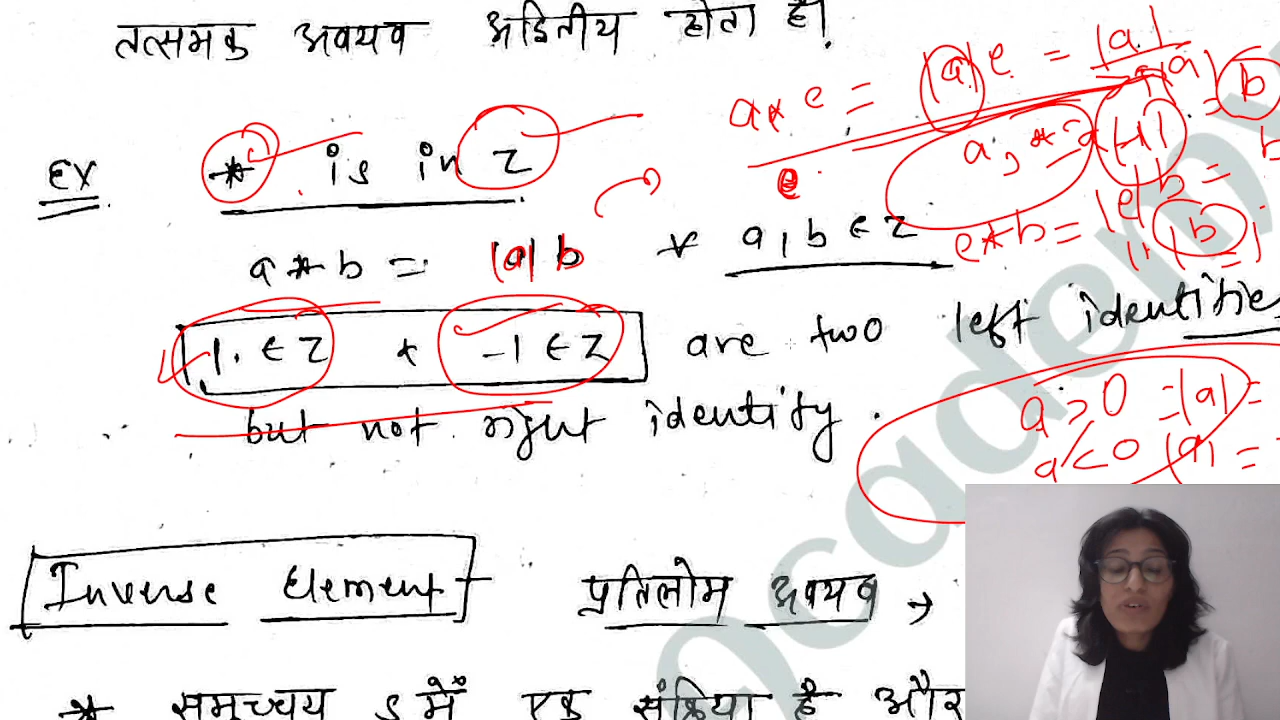 तत्समक अवयव अद्वितीय होता है।
a * e = |a| e = |a|
e
Ex * is in Z
a * b = |a| b ∀ a, b ∈ Z
e * b = |e| b =
1 ∈ Z & -1 ∈ Z are two left identities
but not right identity.
a > 0 = |a| =
a < 0 |a| =
Inverse Element - प्रतिलोम अवयव →
* समुच्चय S में एक संक्रिया है और
cademy